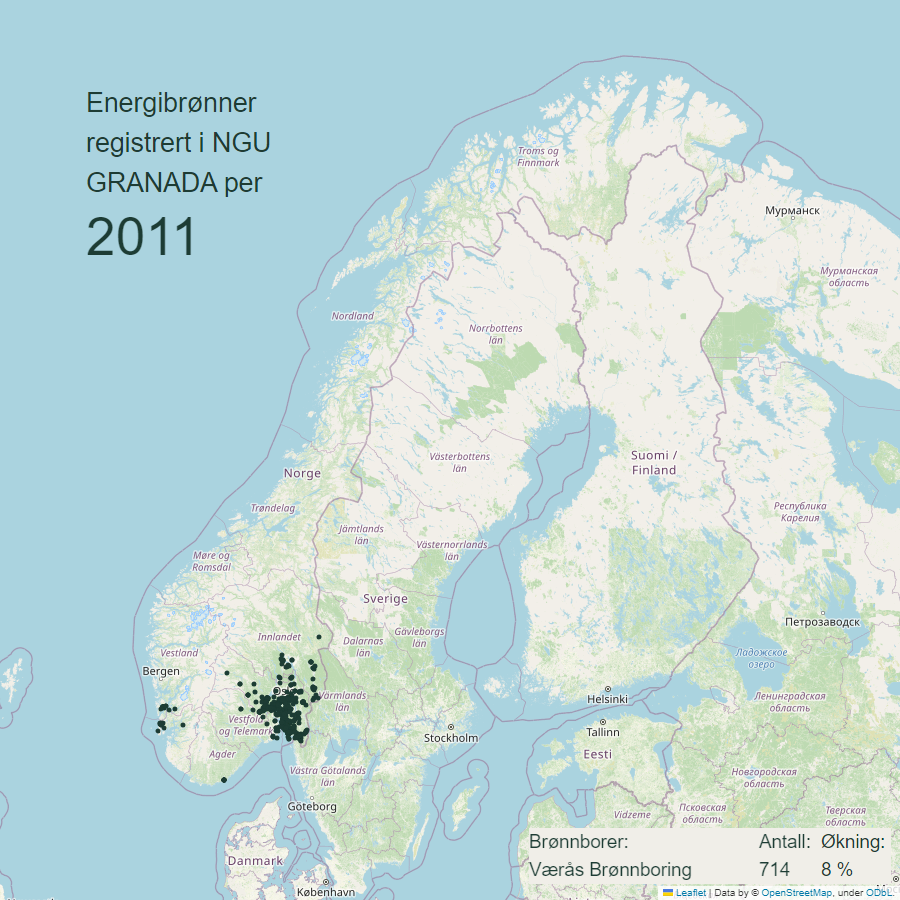 Energibrønner
registrert i NGU
GRANADA per
2011
Troms og
Finnmark
Мурманск
Мурманская
область
Nordland
Norrbottens
län
Västerbottens
län
Suomi /
Finland
Norge
Trøndelag
Республика
Карелия
Jämtlands
län
Västernorrlands
län
Møre og
Romsdal
Sverige
Петрозаводск
Innlandet
Gävleborgs
län
Dalarnas
län
Vestland
Ладожское
озеро
Bergen
Värmlands
län
Helsinki
Ленинградская
область
Vestfold
og Telemark
Tallinn
Stockholm
Agder
Eesti
Västra Götalands
län
Новгородская
область
Göteborg
Псковская
область
Vidzeme
Тверская
область
Brønnborer: Antall: Økning:
Værås Brønnboring 714 8 %
Danmark
København
Leaflet | Data by © OpenStreetMap, under ODbL.